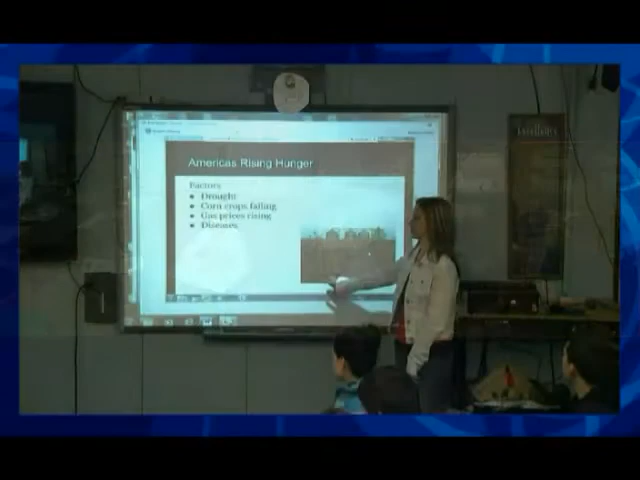 Americas Rising Hunger
Factors
Drought
Corn crops failing
Gas prices rising
Diseases